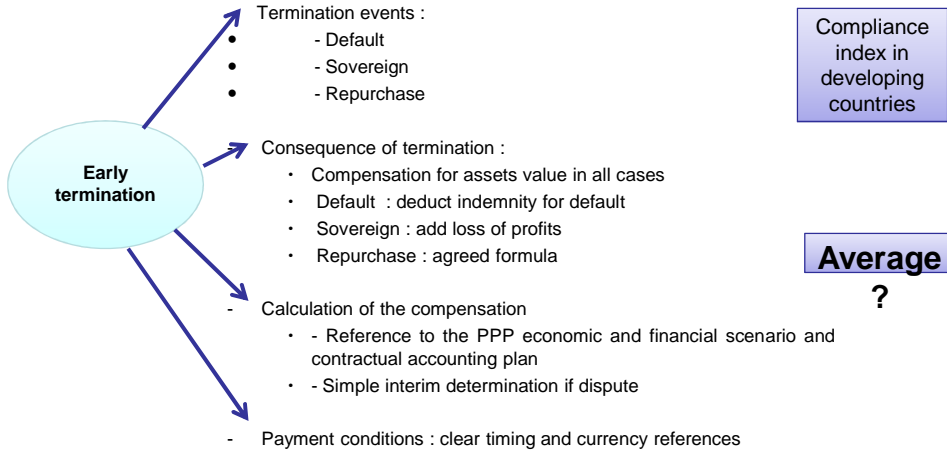 Termination events :
• - Default
• - Sovereign
• - Repurchase
Early
termination
- Consequence of termination :
• Compensation for assets value in all cases
• Default : deduct indemnity for default
• Sovereign : add loss of profits
• Repurchase : agreed formula
- Calculation of the compensation
• - Reference to the PPP economic and financial scenario and
contractual accounting plan
• - Simple interim determination if dispute
- Payment conditions : clear timing and currency references
Compliance
index in
developing
countries
Average
?